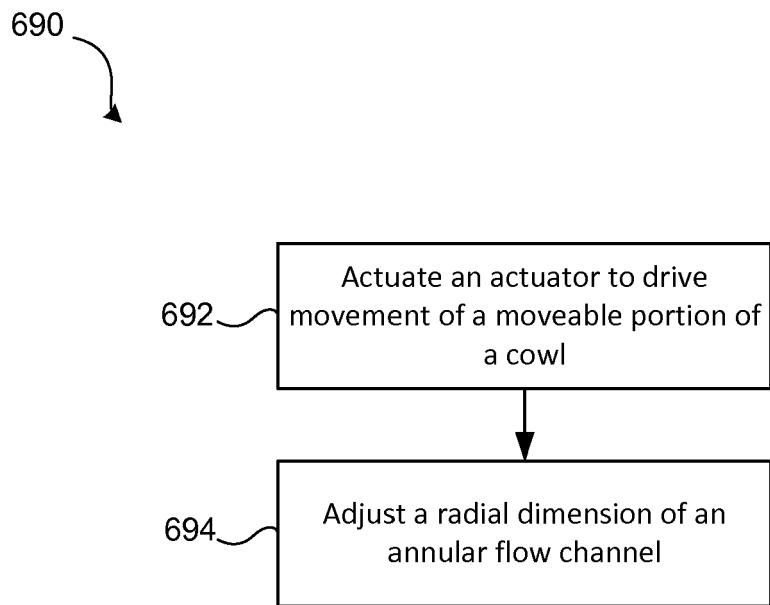 690
692
Actuate an actuator to drive
movement of a moveable portion of
a cowl
694
Adjust a radial dimension of an
annular flow channel